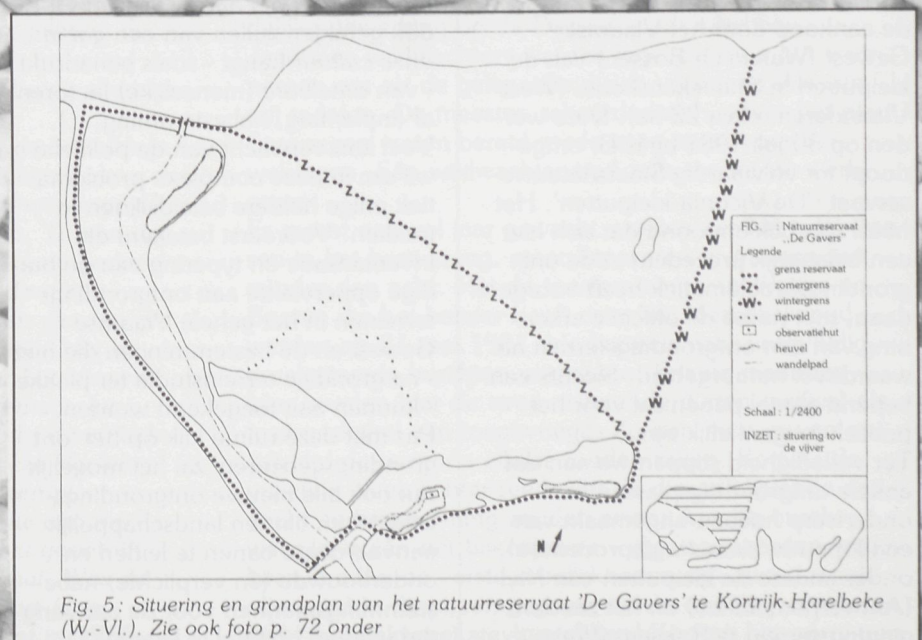 FIG. : Natuurreservaat
„De Gavers"
Legende
grens reservaat
•Z• zomergrens
•W• wintergrens
rietveld
observatiehut
heuvel
wandelpad
Schaal: 1/2400
INZET: situering tov
de vijver
N
Fig. 5: Situering en grondplan van het natuurreservaat 'De Gavers' te Kortrijk-Harelbeke
(W.-Vl.). Zie ook foto p. 72 onder